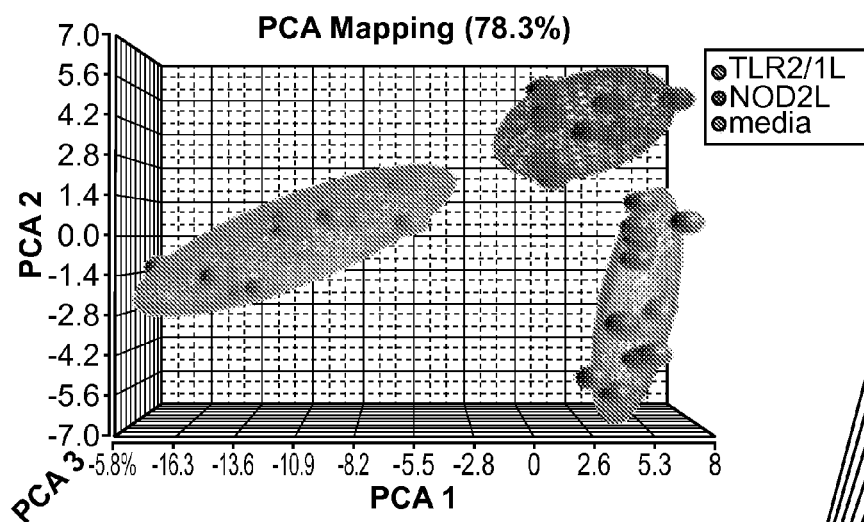 PCA Mapping (78.3%)
TLR2/1L
NOD2L
media
7.0
5.6
4.2
2.8
1.4
0.0
-1.4
-2.8
-4.2
-5.6
-7.0
PCA 2
-5.8% -16.3 -13.6 -10.9 -8.2 -5.5 -2.8 0 2.6 5.3 8
PCA 3
PCA 1